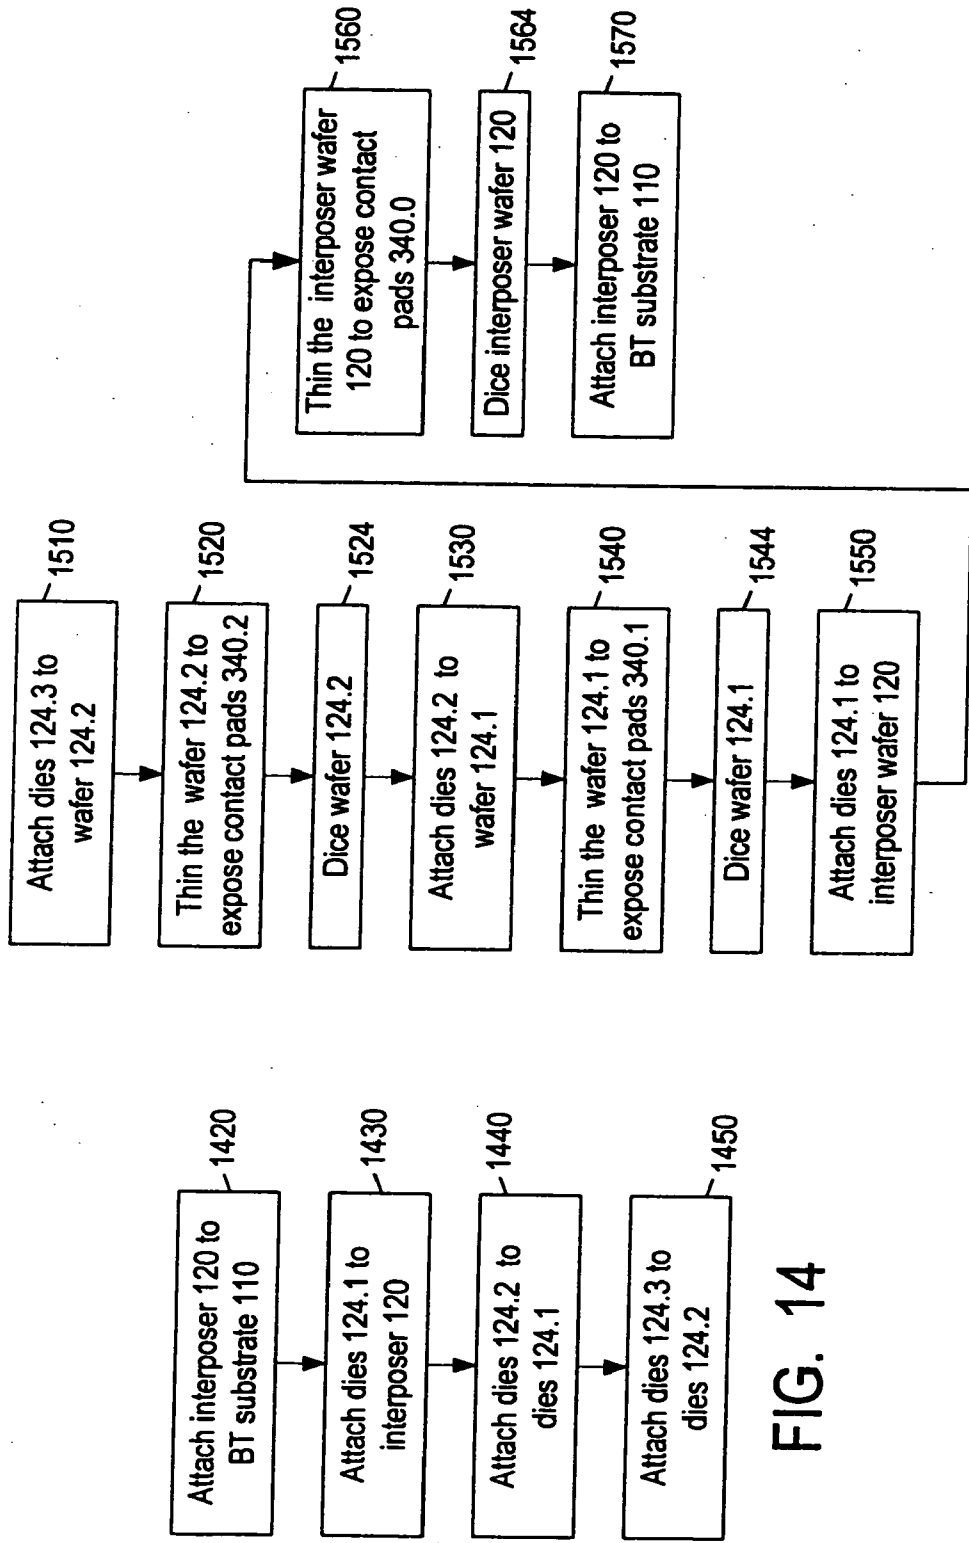 1420
Attach interposer 120 to
BT substrate 110
1430
Attach dies 124.1 to
interposer 120
1440
Attach dies 124.2 to
dies 124.1
1450
Attach dies 124.3 to
dies 124.2
FIG. 14
1510
Attach dies 124.3 to
wafer 124.2
1520
Thin the wafer 124.2 to
expose contact pads 340.2
1524
Dice wafer 124.2
1530
Attach dies 124.2 to
wafer 124.1
1540
Thin the wafer 124.1 to
expose contact pads 340.1
1544
Dice wafer 124.1
1550
Attach dies 124.1 to
interposer wafer 120
1560
Thin the interposer wafer
120 to expose contact
pads 340.0
1564
Dice interposer wafer 120
1570
Attach interposer 120 to
BT substrate 110